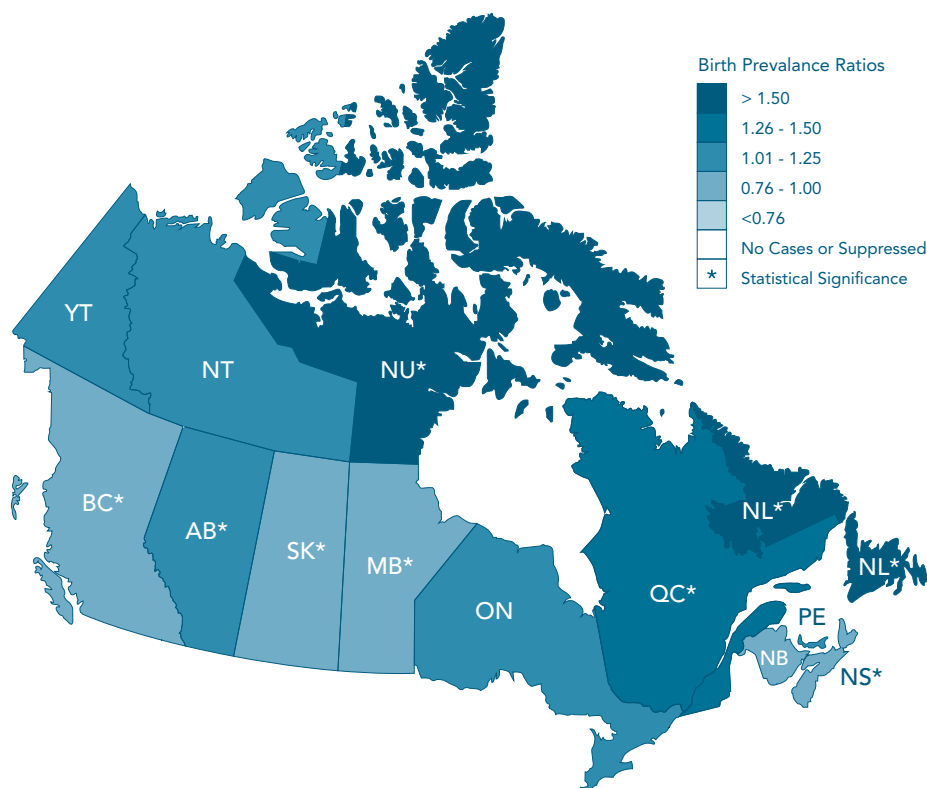 Birth Prevalance Ratios
> 1.50
1.26 - 1.50
1.01 - 1.25
0.76 - 1.00
<0.76
No Cases or Suppressed
* Statistical Significance
YT
NT
NU*
BC*
AB*
SK*
MB*
ON
QC*
NL*
NL*
PE
NB
NS*